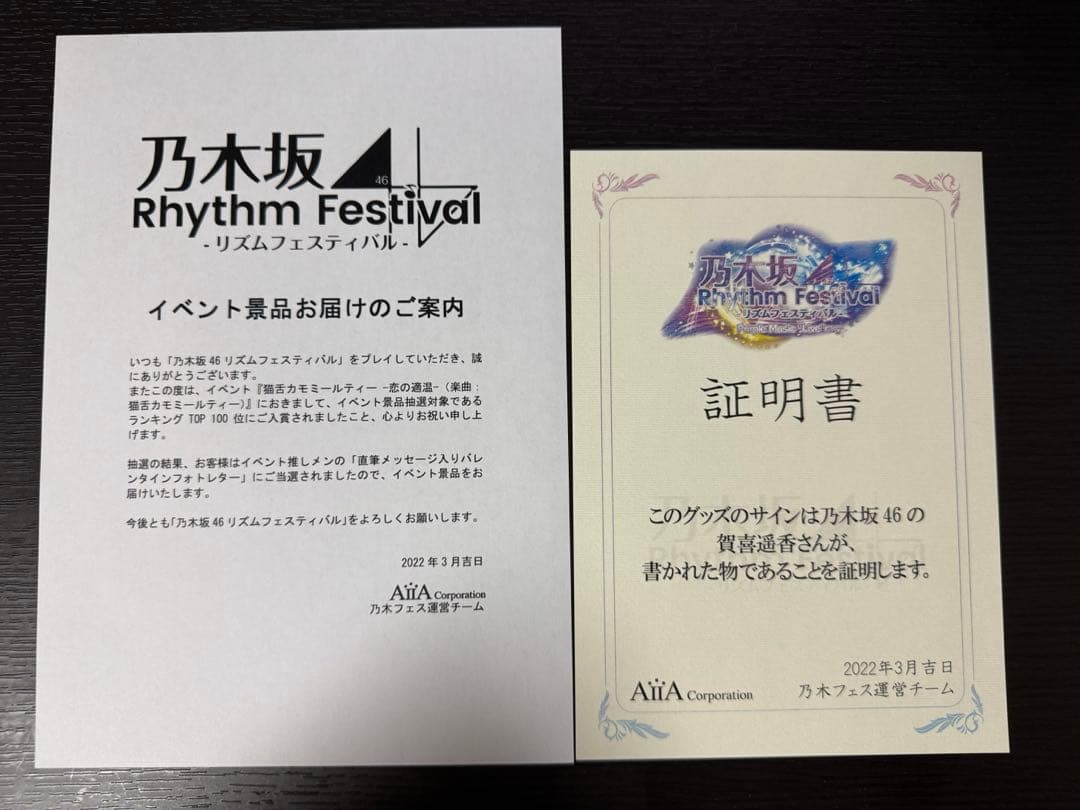 乃木坂46
Rhythm Festival
- リズムフェスティバル -
イベント景品お届けのご案内
いつも「乃木坂46リズムフェスティバル」をプレイしていただき、誠
にありがとうございます。
またこの度は、イベント『猫舌カモミールティー -恋の適温-（楽曲：
猫舌カモミールティー）』におきまして、イベント景品抽選対象である
ランキング TOP 100 位にご入賞されましたこと、心よりお祝い申し上
げます。
抽選の結果、お客様はイベント推しメンの「直筆メッセージ入りバレ
ンタインフォトレター」にご当選されましたので、イベント景品をお
届けいたします。
今後とも「乃木坂46リズムフェスティバル」をよろしくお願いします。
2022年3月吉日
AiiA Corporation
乃木フェス運営チーム
乃木坂46
Rhythm Festival
- リズムフェスティバル -
証明書
このグッズのサインは乃木坂46の
賀喜遥香さんが、
書かれた物であることを証明します。
2022年3月吉日
AiiA Corporation 乃木フェス運営チーム